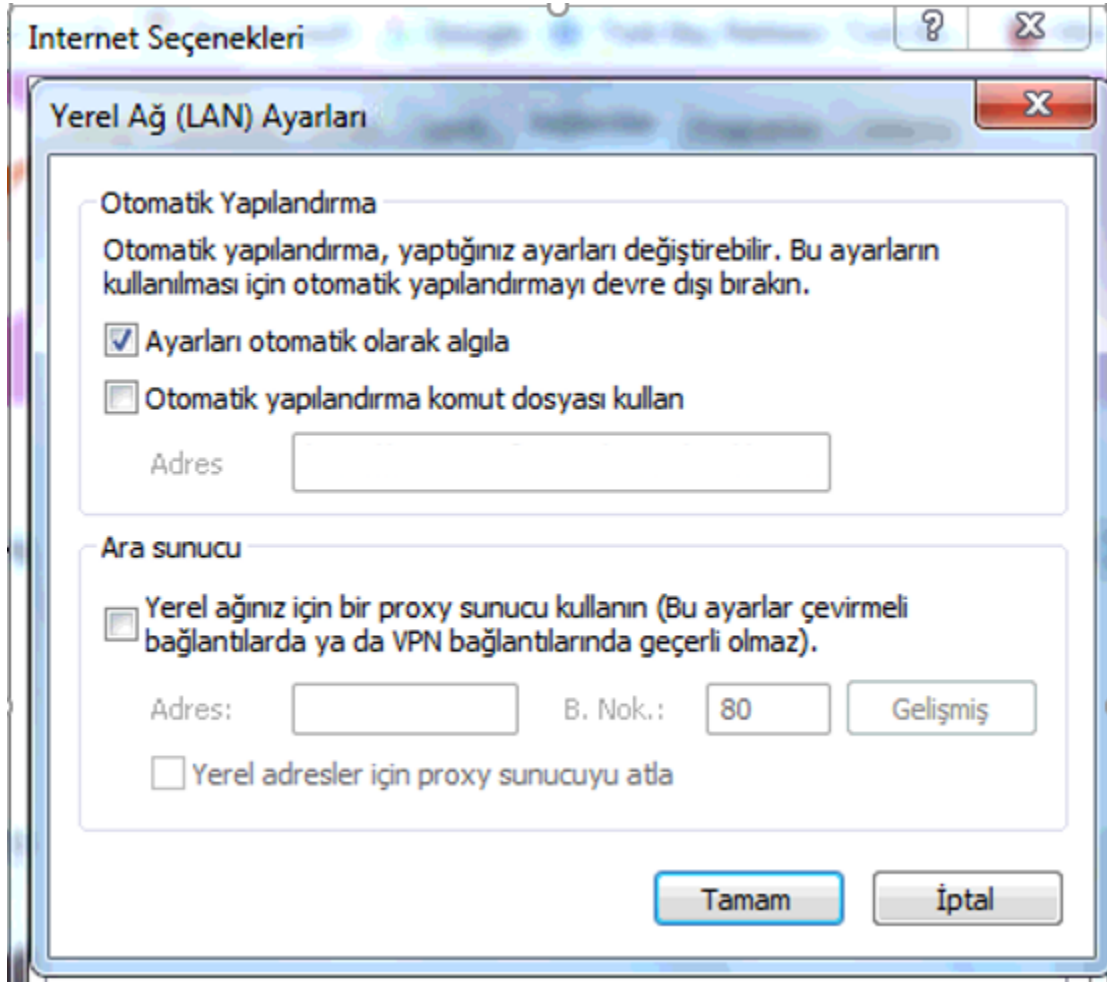 Internet Seçenekleri
Yerel Ağ (LAN) Ayarları
Otomatik Yapılandırma
Otomatik yapılandırma, yaptığınız ayarları değiştirebilir. Bu ayarların
kullanılması için otomatik yapılandırmayı devre dışı bırakın.
Ayarları otomatik olarak algıla
Otomatik yapılandırma komut dosyası kullan
Adres
Ara sunucu
Yerel ağınız için bir proxy sunucu kullanın (Bu ayarlar çevirmeli
bağlantılarda ya da VPN bağlantılarında geçerli olmaz).
Adres: B. Nok.: 80 Gelişmiş
Yerel adresler için proxy sunucuyu atla
Tamam İptal